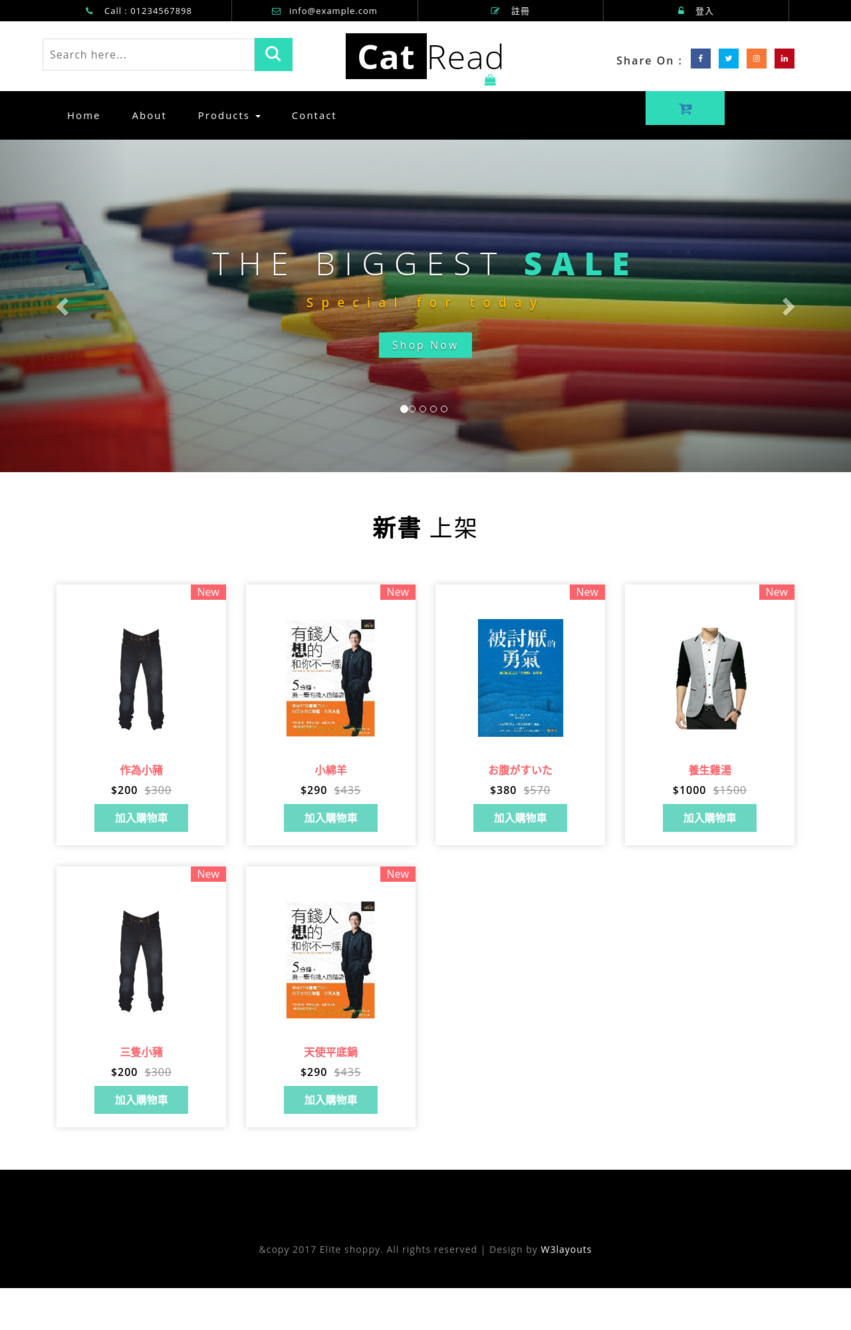 Call : 01234567898
info@example.com
註冊
登入
Search here...
Cat Read
Share On :
Home
About
Products
Contact
THE BIGGEST SALE
Special for today
Shop Now
新書 上架
New
New
New
New
有錢人
想的
和你不一樣
被討厭的
勇氣
作為小豬
小綿羊
お腹がすいた
養生雞湯
$200 $300
$290 $435
$380 $570
$1000 $1500
加入購物車
加入購物車
加入購物車
加入購物車
New
New
有錢人
想的
和你不一樣
三隻小豬
天使平底鍋
$200 $300
$290 $435
加入購物車
加入購物車
&copy 2017 Elite shoppy. All rights reserved | Design by W3layouts